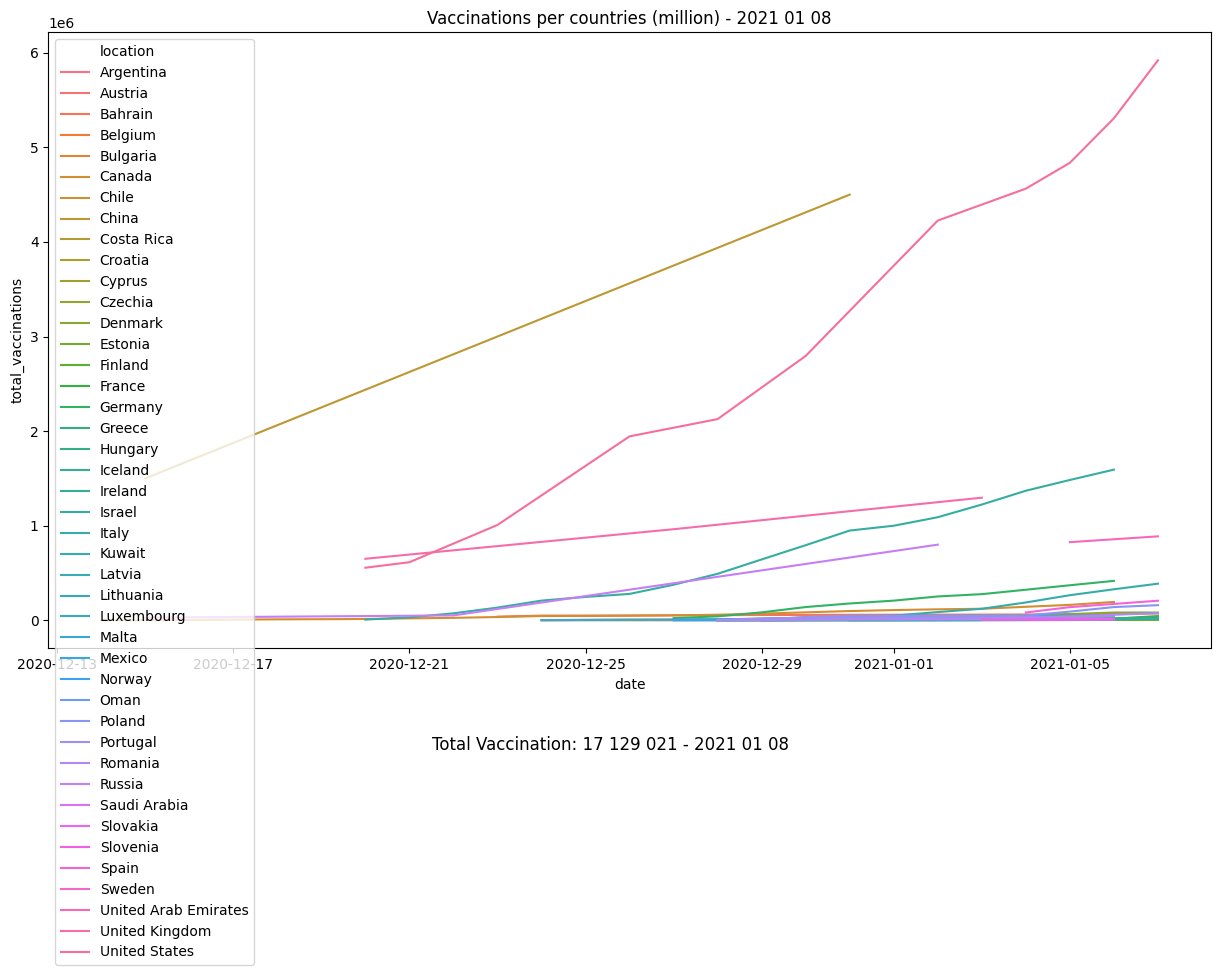 Vaccinations per countries (million) - 2021 01 08
1e6
6
5
4
3
2
1
0
total_vaccinations
location
Argentina
Austria
Bahrain
Belgium
Bulgaria
Canada
Chile
China
Costa Rica
Croatia
Cyprus
Czechia
Denmark
Estonia
Finland
France
Germany
Greece
Hungary
Iceland
Ireland
Israel
Italy
Kuwait
Latvia
Lithuania
Luxembourg
Malta
Mexico
Norway
Oman
Poland
Portugal
Romania
Russia
Saudi Arabia
Slovakia
Slovenia
Spain
Sweden
United Arab Emirates
United Kingdom
United States
2020-12-13 2020-12-17 2020-12-21 2020-12-25 2020-12-29 2021-01-01 2021-01-05
date
Total Vaccination: 17 129 021 - 2021 01 08